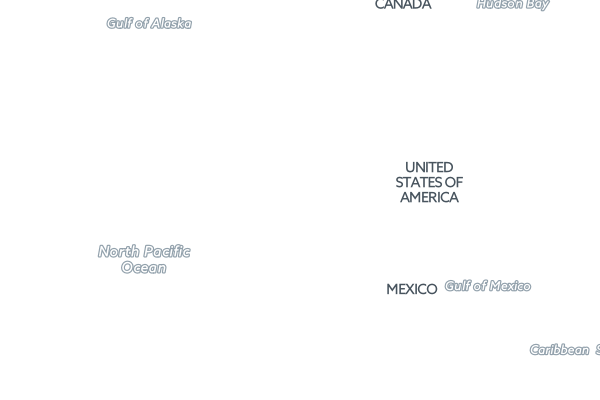 CANADA
Hudson Bay
Gulf of Alaska
UNITED
STATES OF
AMERICA
North Pacific
Ocean
MEXICO
Gulf of Mexico
Caribbean